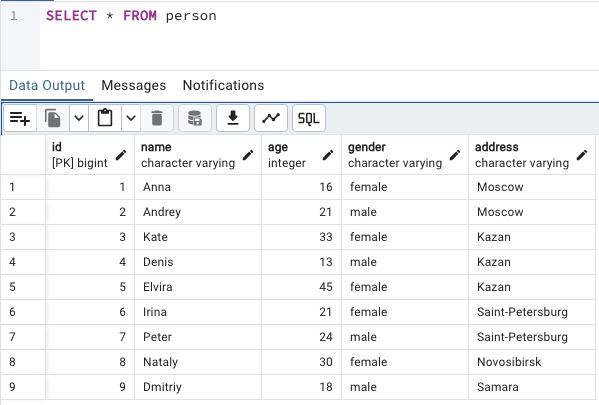 1 SELECT * FROM person
Data Output Messages Notifications
SQL
id name age gender address
[PK] bigint character varying integer character varying character varying
1 1 Anna 16 female Moscow
2 2 Andrey 21 male Moscow
3 3 Kate 33 female Kazan
4 4 Denis 13 male Kazan
5 5 Elvira 45 female Kazan
6 6 Irina 21 female Saint-Petersburg
7 7 Peter 24 male Saint-Petersburg
8 8 Nataly 30 female Novosibirsk
9 9 Dmitriy 18 male Samara